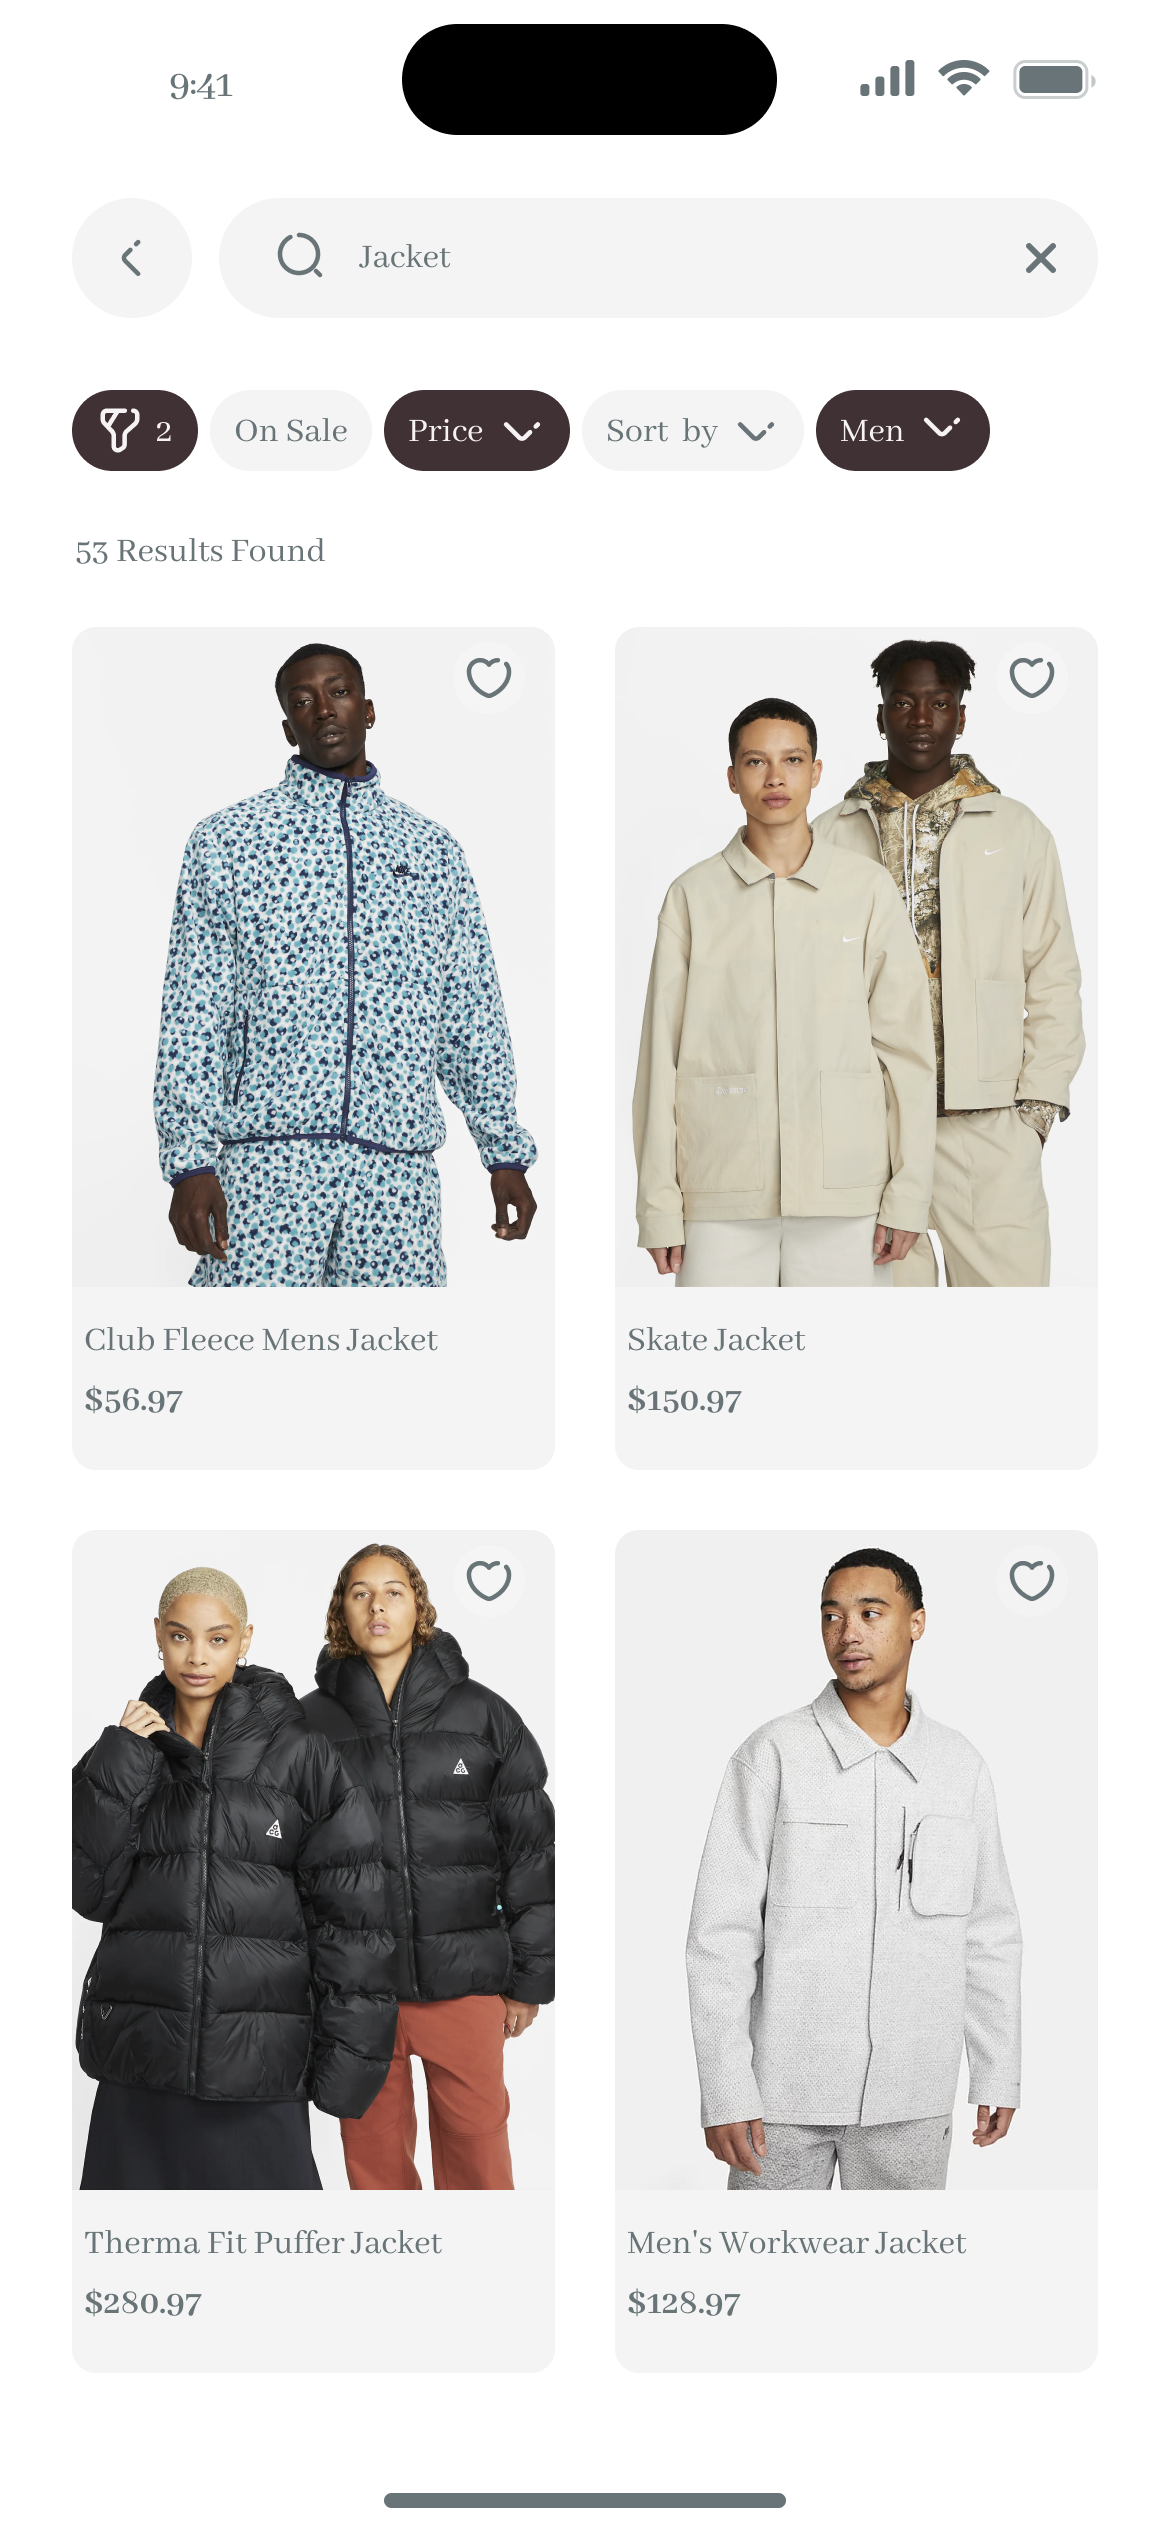 9:41
Jacket
2 On Sale Price Sort by Men
53 Results Found
Club Fleece Mens Jacket
$56.97
Skate Jacket
$150.97
Therma Fit Puffer Jacket
$280.97
Men's Workwear Jacket
$128.97